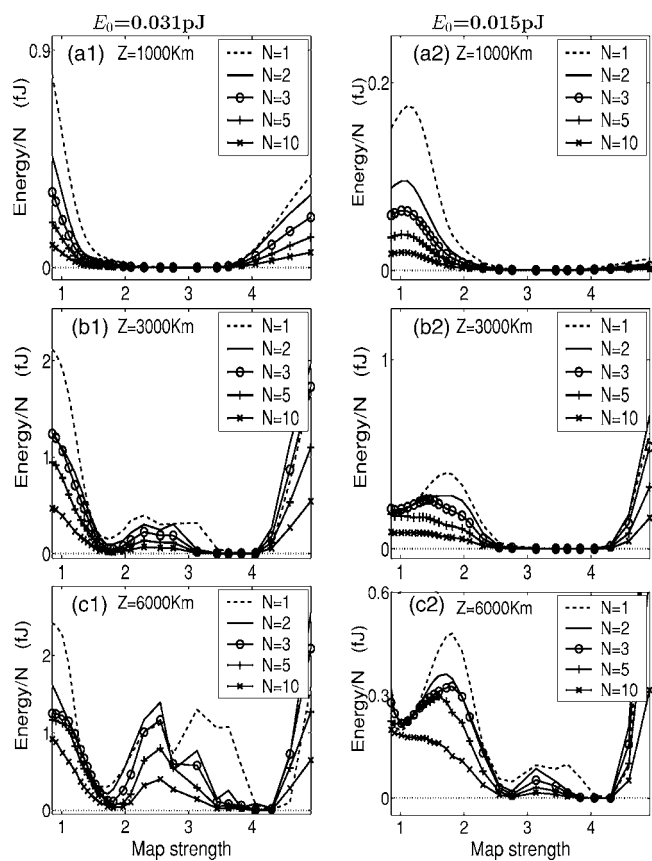 E₀=0.031pJ
E₀=0.015pJ
(a1) Z=1000Km
0.9
0
Energy/N (fJ)
N=1
N=2
N=3
N=5
N=10
1 2 3 4
(a2) Z=1000Km
0.2
0
Energy/N (fJ)
N=1
N=2
N=3
N=5
N=10
1 2 3 4
(b1) Z=3000Km
2
1
0
Energy/N (fJ)
N=1
N=2
N=3
N=5
N=10
1 2 3 4
(b2) Z=3000Km
1
0
Energy/N (fJ)
N=1
N=2
N=3
N=5
N=10
1 2 3 4
(c1) Z=6000Km
2
1
0
Energy/N (fJ)
N=1
N=2
N=3
N=5
N=10
1 2 3 4
Map strength
(c2) Z=6000Km
0.6
0.3
0
Energy/N (fJ)
N=1
N=2
N=3
N=5
N=10
1 2 3 4
Map strength